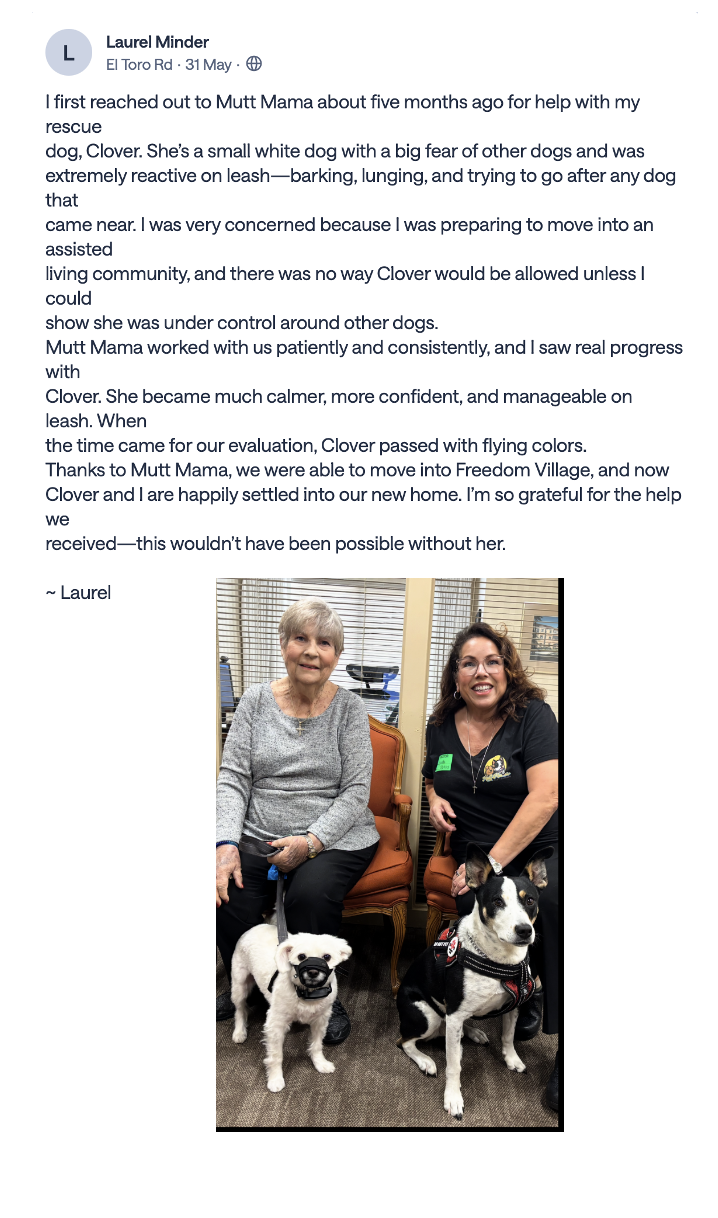 L
Laurel Minder
El Toro Rd · 31 May ·
I first reached out to Mutt Mama about five months ago for help with my
rescue
dog, Clover. She’s a small white dog with a big fear of other dogs and was
extremely reactive on leash—barking, lunging, and trying to go after any dog
that
came near. I was very concerned because I was preparing to move into an
assisted
living community, and there was no way Clover would be allowed unless I
could
show she was under control around other dogs.
Mutt Mama worked with us patiently and consistently, and I saw real progress
with
Clover. She became much calmer, more confident, and manageable on
leash. When
the time came for our evaluation, Clover passed with flying colors.
Thanks to Mutt Mama, we were able to move into Freedom Village, and now
Clover and I are happily settled into our new home. I’m so grateful for the help
we
received—this wouldn’t have been possible without her.
~ Laurel